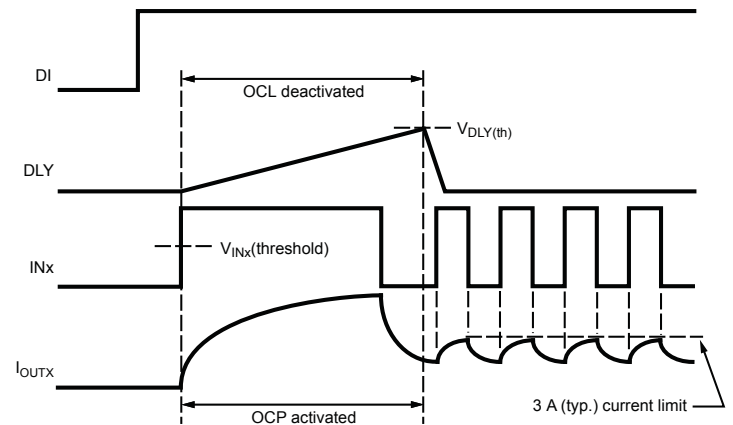 DI
OCL deactivated
V_DLY(th)
DLY
V_INx(threshold)
INx
I_OUTX
3 A (typ.) current limit
OCP activated